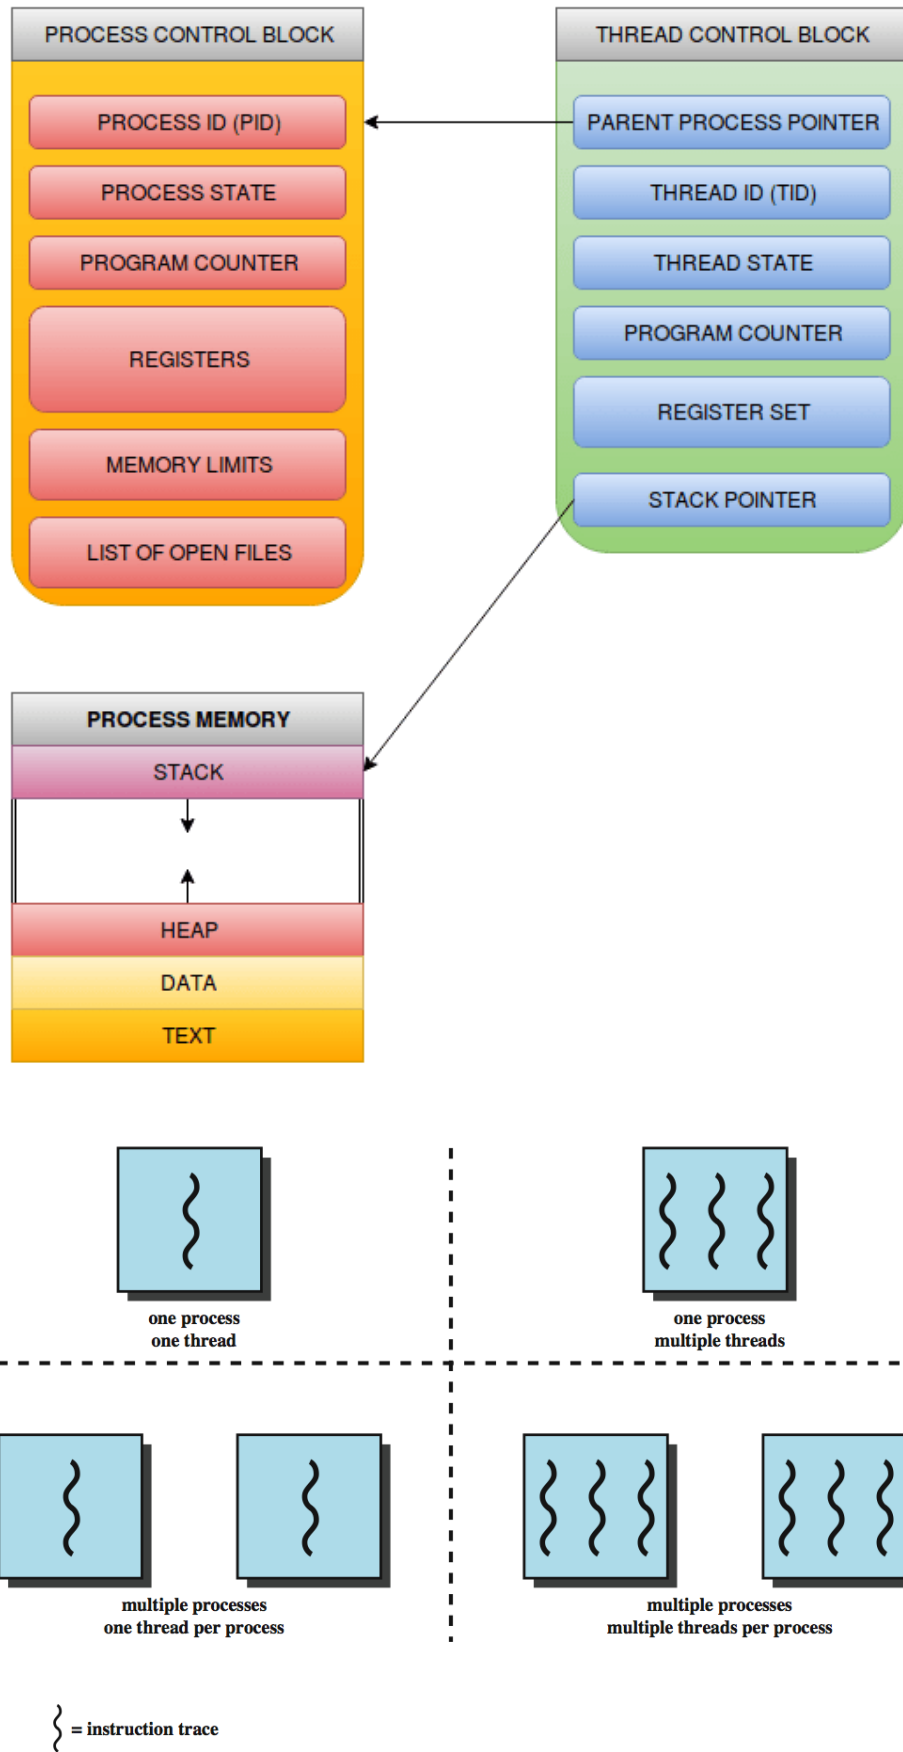 PROCESS CONTROL BLOCK
PROCESS ID (PID)
PROCESS STATE
PROGRAM COUNTER
REGISTERS
MEMORY LIMITS
LIST OF OPEN FILES
THREAD CONTROL BLOCK
PARENT PROCESS POINTER
THREAD ID (TID)
THREAD STATE
PROGRAM COUNTER
REGISTER SET
STACK POINTER
PROCESS MEMORY
STACK
HEAP
DATA
TEXT
one process
one thread
one process
multiple threads
multiple processes
one thread per process
multiple processes
multiple threads per process
= instruction trace